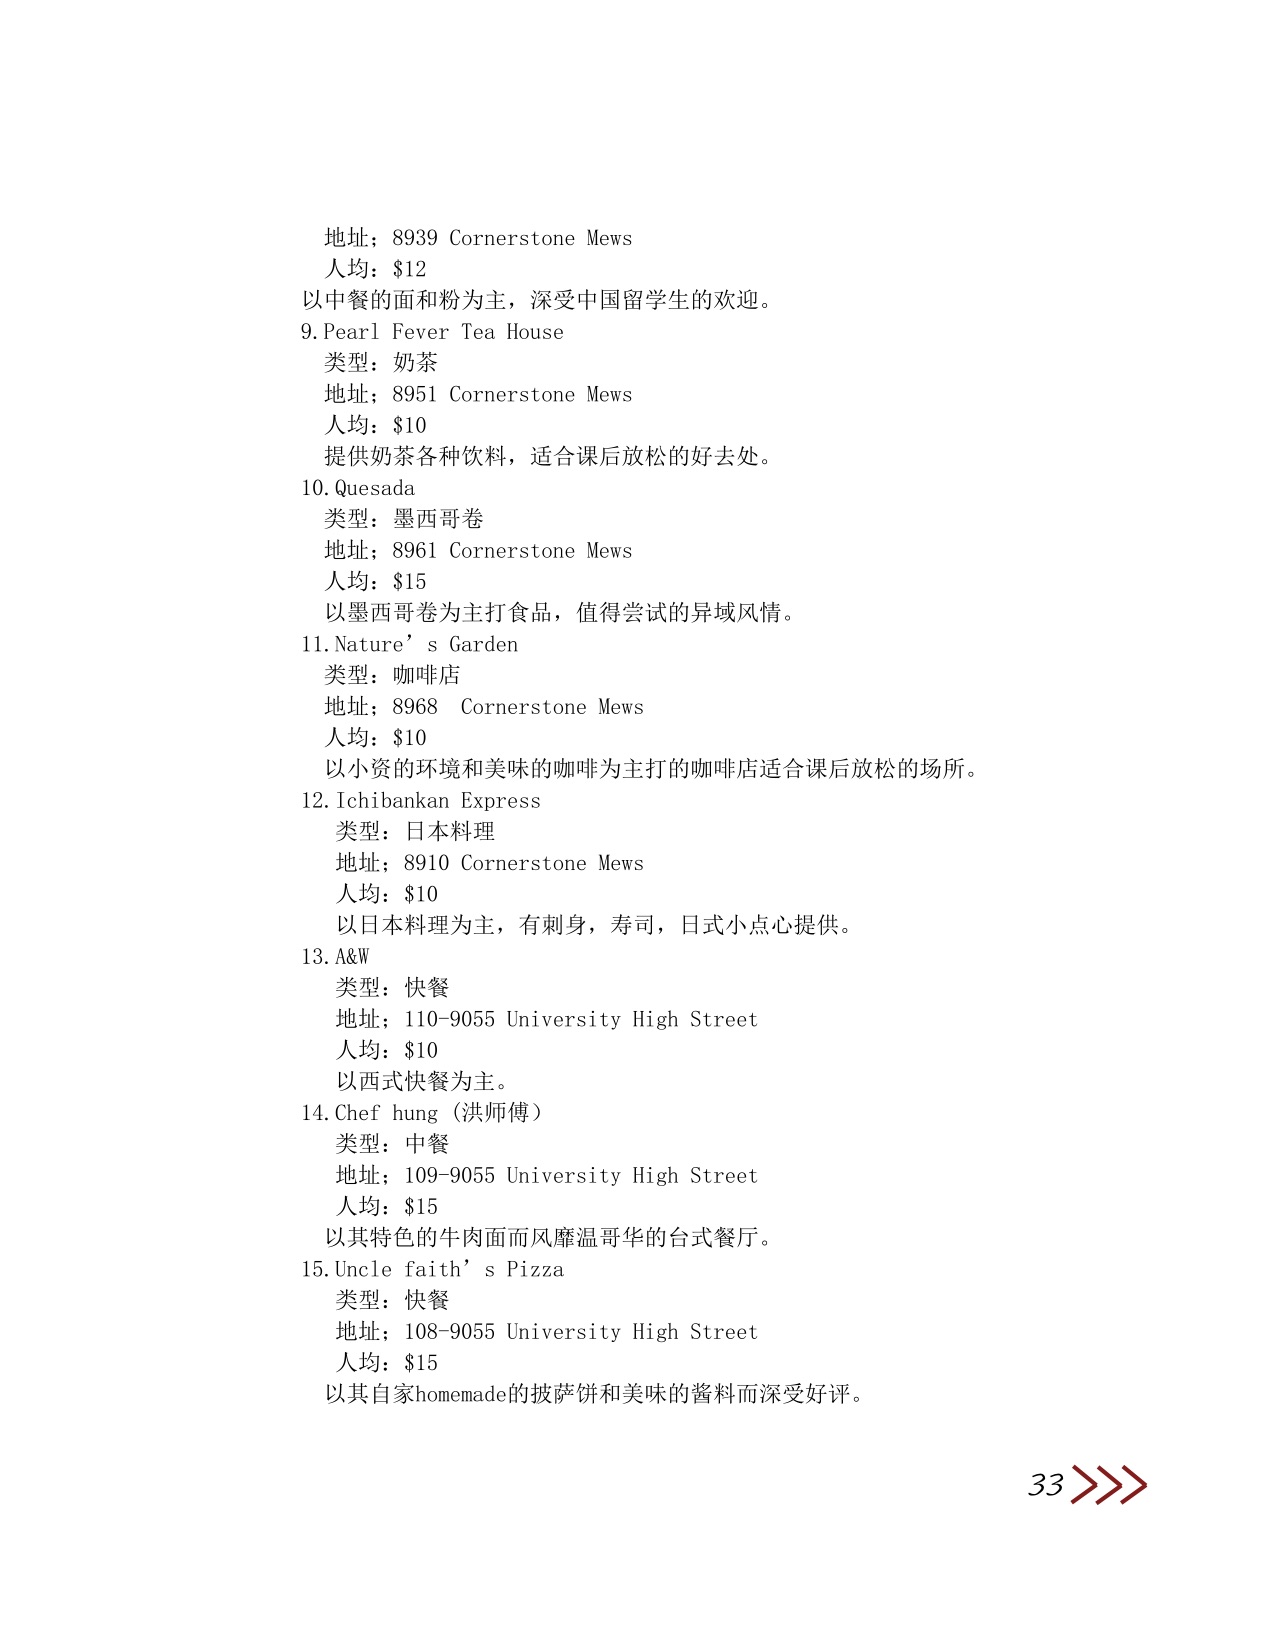 地址；8939 Cornerstone Mews
人均：$12
以中餐的面和粉为主，深受中国留学生的欢迎。
9.Pearl Fever Tea House
类型：奶茶
地址；8951 Cornerstone Mews
人均：$10
提供奶茶各种饮料，适合课后放松的好去处。
10.Quesada
类型：墨西哥卷
地址；8961 Cornerstone Mews
人均：$15
以墨西哥卷为主打食品，值得尝试的异域风情。
11.Nature’s Garden
类型：咖啡店
地址；8968  Cornerstone Mews
人均：$10
以小资的环境和美味的咖啡为主打的咖啡店适合课后放松的场所。
12.Ichibankan Express
类型：日本料理
地址；8910 Cornerstone Mews
人均：$10
以日本料理为主，有刺身，寿司，日式小点心提供。
13.A&W
类型：快餐
地址；110-9055 University High Street
人均：$10
以西式快餐为主。
14.Chef hung（洪师傅）
类型：中餐
地址；109-9055 University High Street
人均：$15
以其特色的牛肉面而风靡温哥华的台式餐厅。
15.Uncle faith’s Pizza
类型：快餐
地址；108-9055 University High Street
人均：$15
以其自家homemade的披萨饼和美味的酱料而深受好评。
33